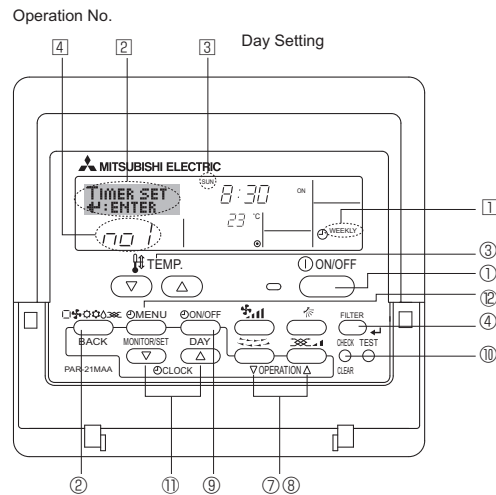 Operation No.
4 2 3 Day Setting
MITSUBISHI ELECTRIC
SUN
TIMER SET 8:30 ON
↵:ENTER
23 °C
no 1 WEEKLY 1
TEMP. ON/OFF ③
▽ △ ①
⑫
MENU ON/OFF FILTER ④
BACK MONITOR/SET DAY CHECK TEST ⑩
▽ △
PAR-21MAA CLOCK ▽ OPERATION △ CLEAR
② ⑪ ⑨ ⑦ ⑧